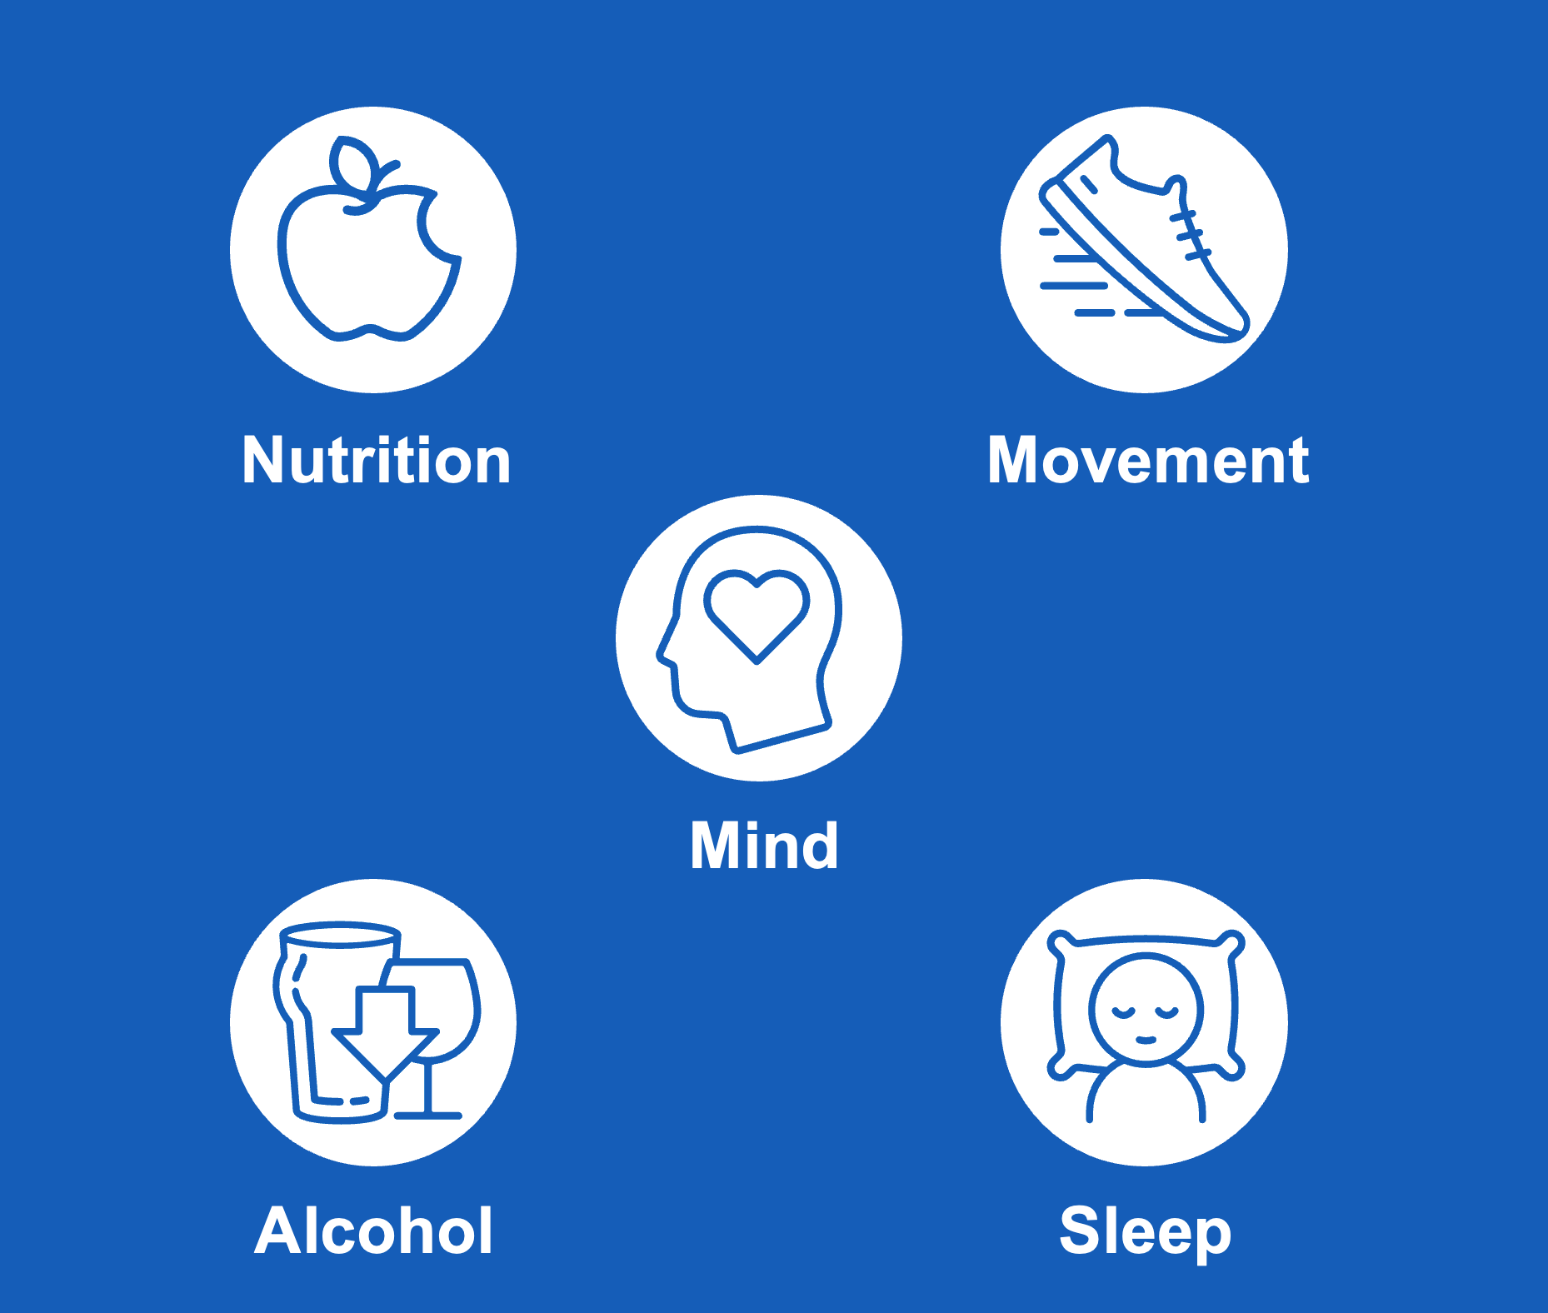 Nutrition
Movement
Mind
Alcohol
Sleep